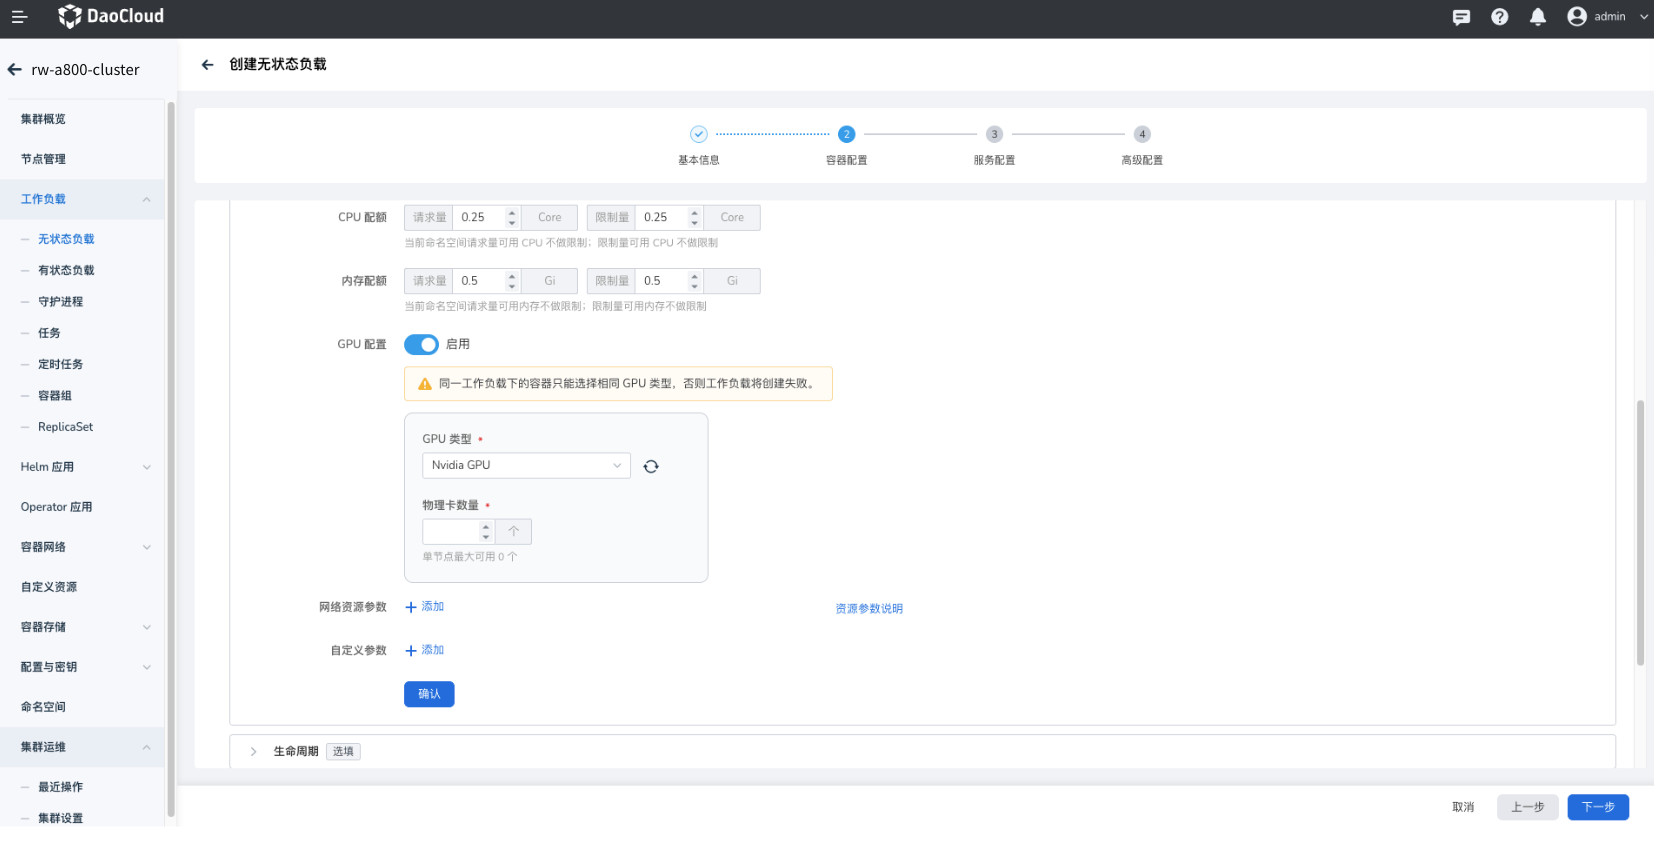 DaoCloud
admin
rw-a800-cluster
创建无状态负载
集群概览
节点管理
工作负载
无状态负载
有状态负载
守护进程
任务
定时任务
容器组
ReplicaSet
Helm 应用
Operator 应用
容器网络
自定义资源
容器存储
配置与密钥
命名空间
集群运维
最近操作
集群设置
2 3 4
基本信息 容器配置 服务配置 高级配置
CPU 配额 请求量 0.25 Core 限制量 0.25 Core
当前命名空间请求量可用 CPU 不做限制；限制量可用 CPU 不做限制
内存配额 请求量 0.5 Gi 限制量 0.5 Gi
当前命名空间请求量可用内存不做限制；限制量可用内存不做限制
GPU 配置 启用
同一工作负载下的容器只能选择相同 GPU 类型，否则工作负载将创建失败。
GPU 类型 •
Nvidia GPU
物理卡数量 •
个
单节点最大可用 0 个
网络资源参数 + 添加 资源参数说明
自定义参数 + 添加
确认
生命周期 选填
取消 上一步 下一步